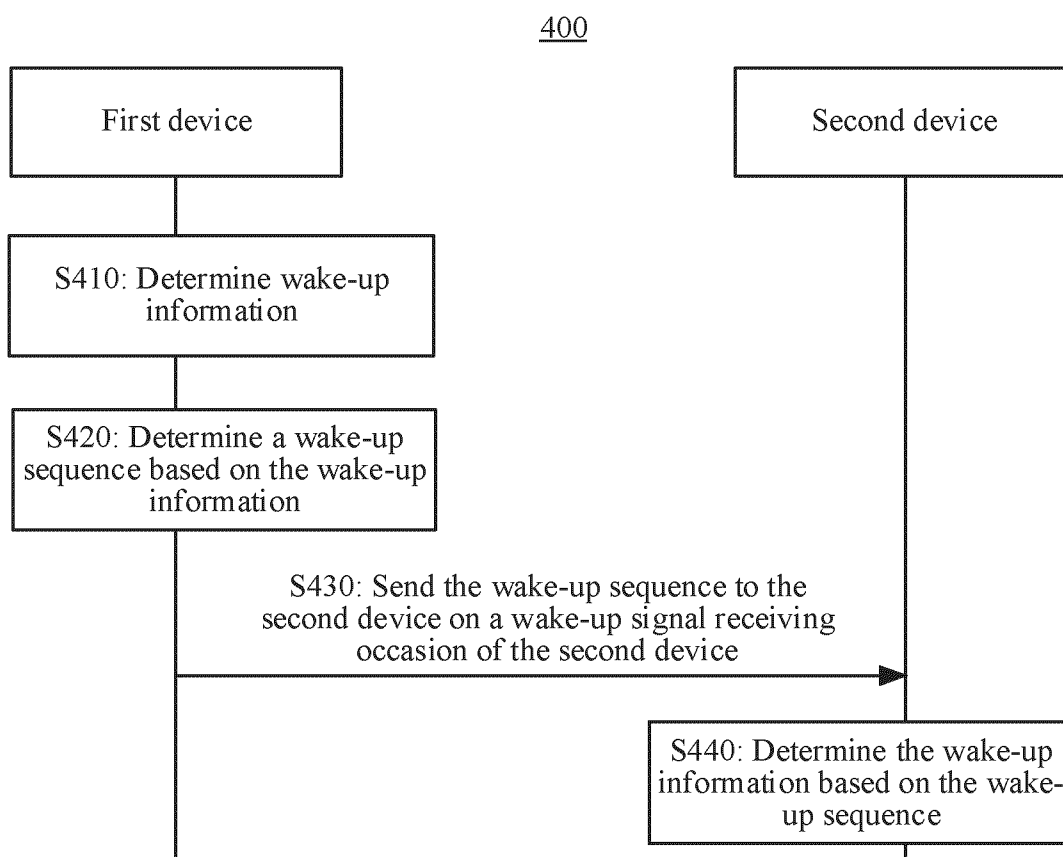 400
First device
Second device
S410: Determine wake-up
information
S420: Determine a wake-up
sequence based on the wake-up
information
S430: Send the wake-up sequence to the
second device on a wake-up signal receiving
occasion of the second device
S440: Determine the wake-up
information based on the wake-
up sequence